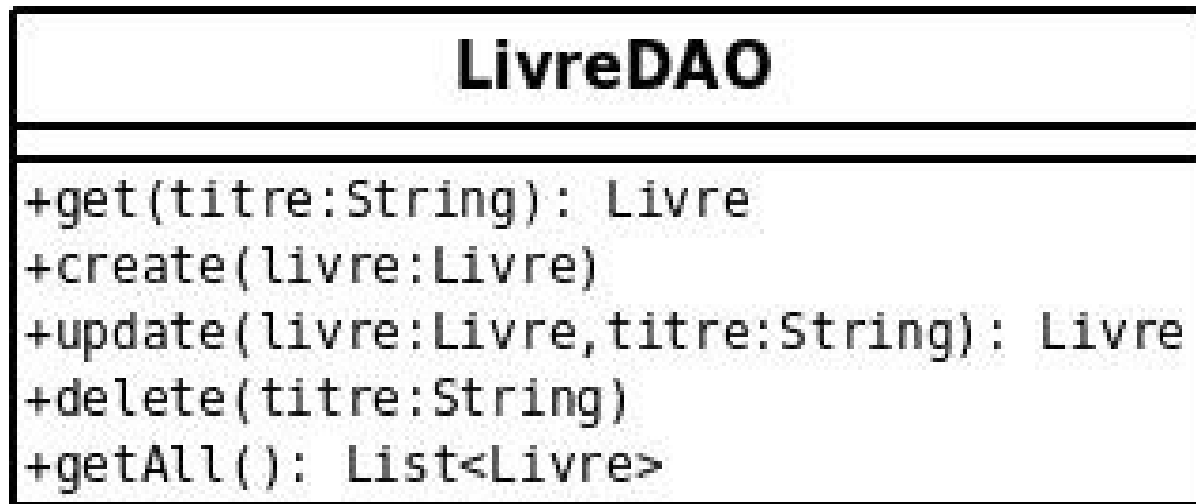 LivreDAO
+get(titre:String): Livre
+create(livre:Livre)
+update(livre:Livre,titre:String): Livre
+delete(titre:String)
+getAll(): List<Livre>